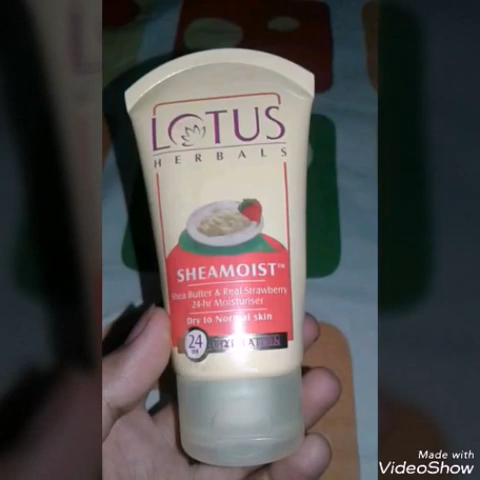 LOTUS
HERBALS
SHEAMOIST™
Shea Butter & Real Strawberry
24-hr Moisturiser
Dry to Normal skin
24
Made with
VideoShow